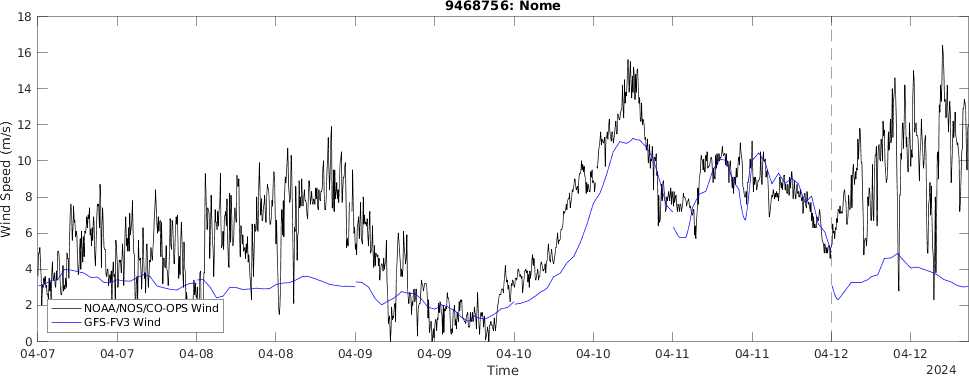 9468756: Nome
Wind Speed (m/s)
18
16
14
12
10
8
6
4
2
0
NOAA/NOS/CO-OPS Wind
GFS-FV3 Wind
04-07 04-07 04-08 04-08 04-09 04-09 04-10 04-10 04-11 04-11 04-12 04-12
Time
2024